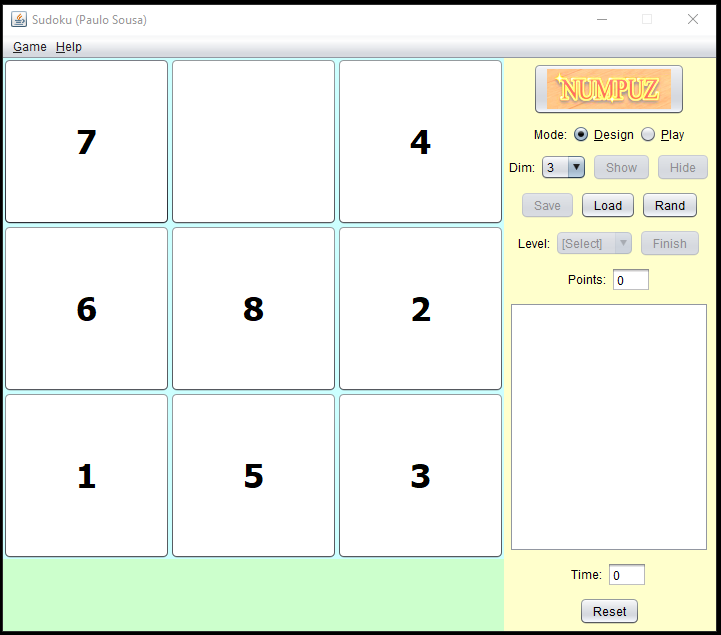 Sudoku (Paulo Sousa)
Game Help
7 4
6 8 2
1 5 3
NUMPUZ
Mode: Design Play
Dim: 3 Show Hide
Save Load Rand
Level: [Select] Finish
Points: 0
Time: 0
Reset